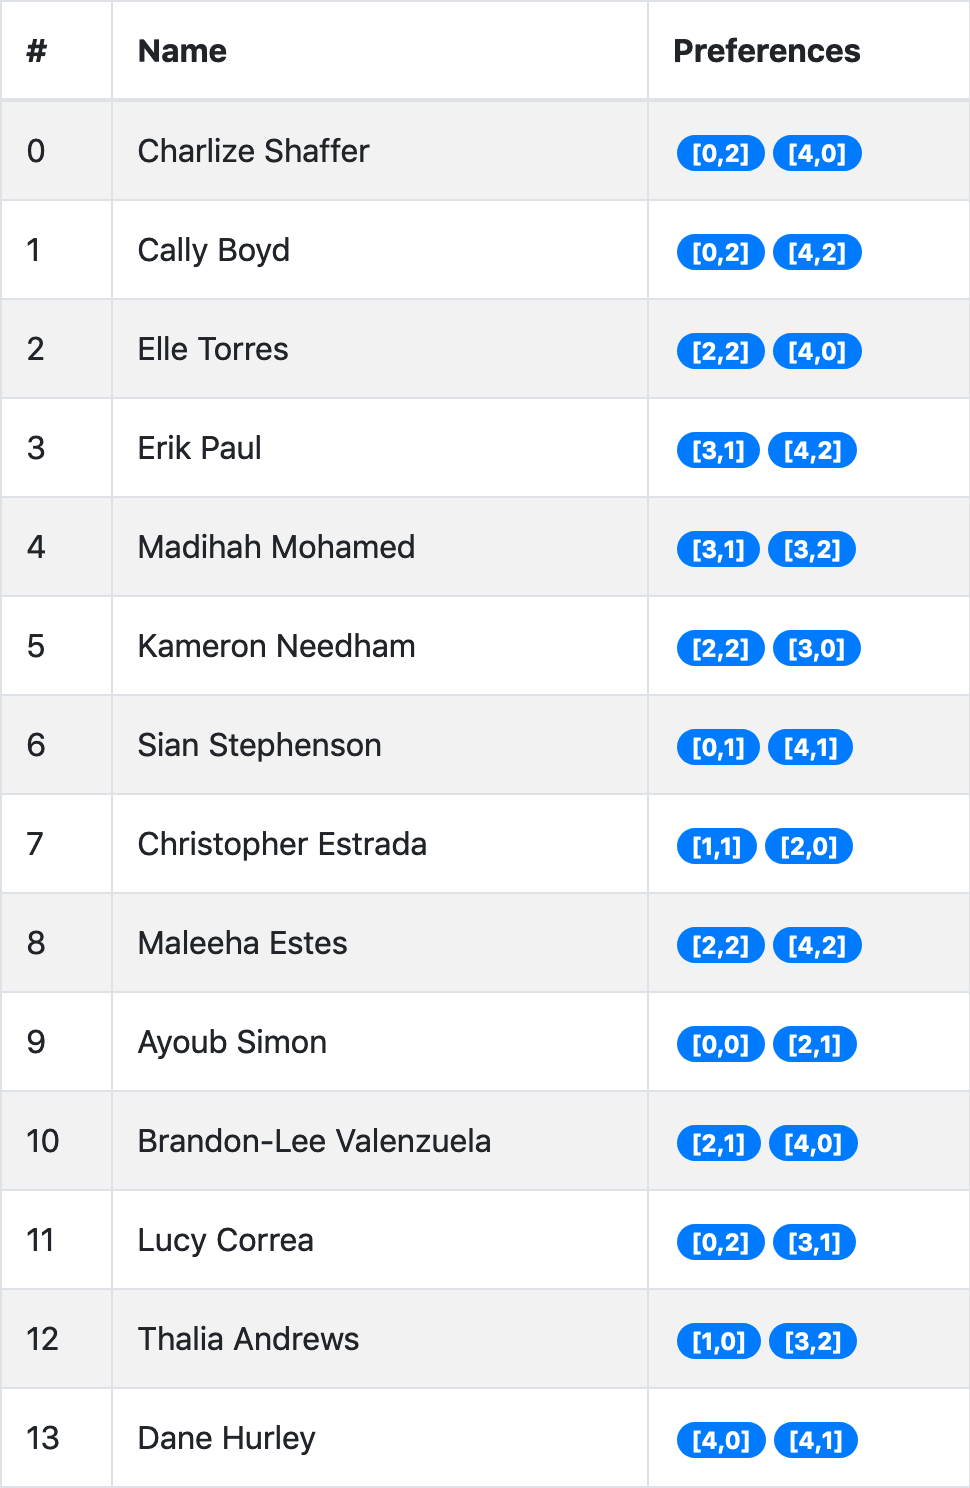 # Name Preferences
0 Charlize Shaffer [0,2] [4,0]
1 Cally Boyd [0,2] [4,2]
2 Elle Torres [2,2] [4,0]
3 Erik Paul [3,1] [4,2]
4 Madihah Mohamed [3,1] [3,2]
5 Kameron Needham [2,2] [3,0]
6 Sian Stephenson [0,1] [4,1]
7 Christopher Estrada [1,1] [2,0]
8 Maleeha Estes [2,2] [4,2]
9 Ayoub Simon [0,0] [2,1]
10 Brandon-Lee Valenzuela [2,1] [4,0]
11 Lucy Correa [0,2] [3,1]
12 Thalia Andrews [1,0] [3,2]
13 Dane Hurley [4,0] [4,1]